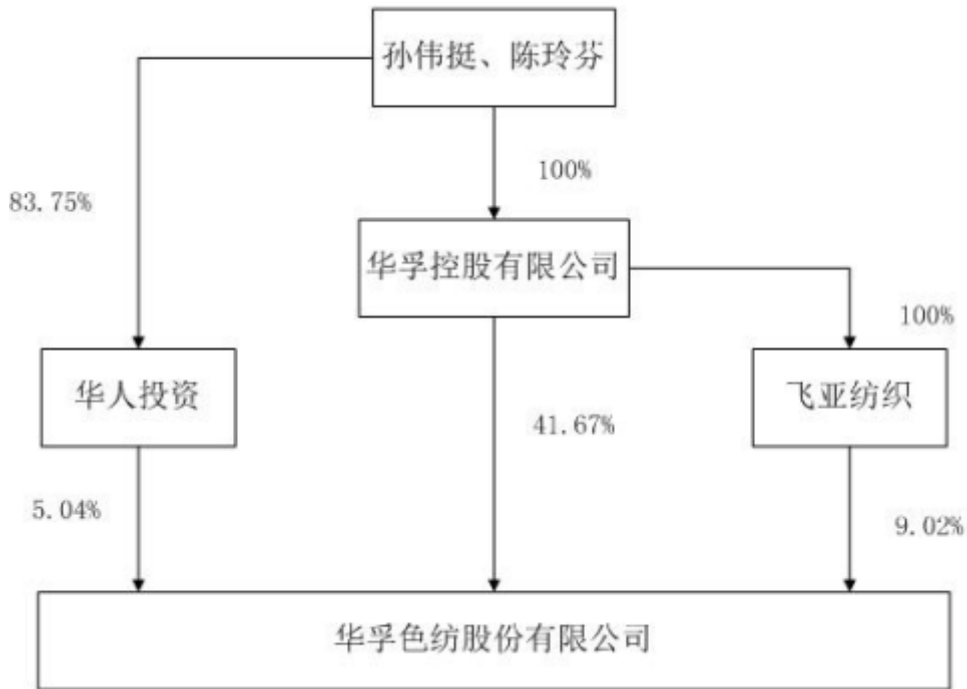 孙伟挺、陈玲芬
100%
83.75%
华孚控股有限公司
100%
华人投资
飞亚纺织
41.67%
5.04%
9.02%
华孚色纺股份有限公司